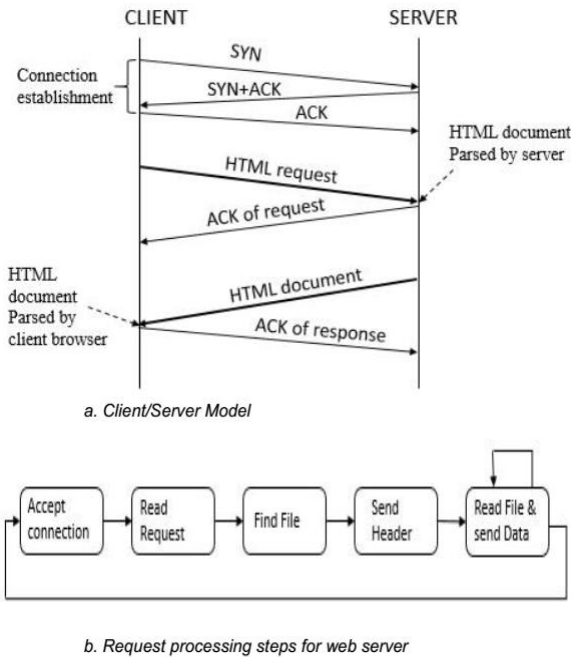 CLIENT
SERVER
SYN
Connection
establishment
SYN+ACK
ACK
HTML document
Parsed by server
HTML request
ACK of request
HTML
document
Parsed by
client browser
HTML document
ACK of response
a. Client/Server Model
Accept
connection
Read
Request
Find File
Send
Header
Read File &
send Data
b. Request processing steps for web server